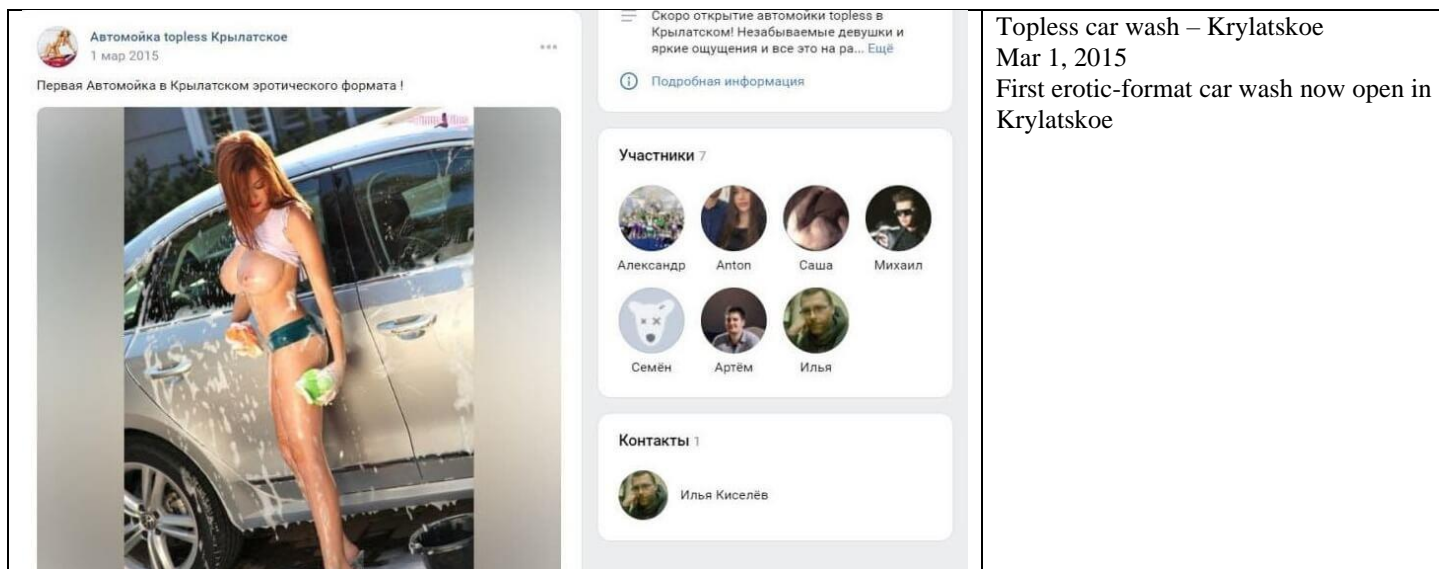 Автомойка topless Крылатское
1 мар 2015
Первая Автомойка в Крылатском эротического формата !
Скоро открытие автомойки topless в
Крылатском! Незабываемые девушки и
яркие ощущения и все это на ра... Ещё
Подробная информация
Участники 7
Александр Anton Саша Михаил
Семён Артём Илья
Контакты 1
Илья Киселёв
Topless car wash – Krylatskoe
Mar 1, 2015
First erotic-format car wash now open in
Krylatskoe